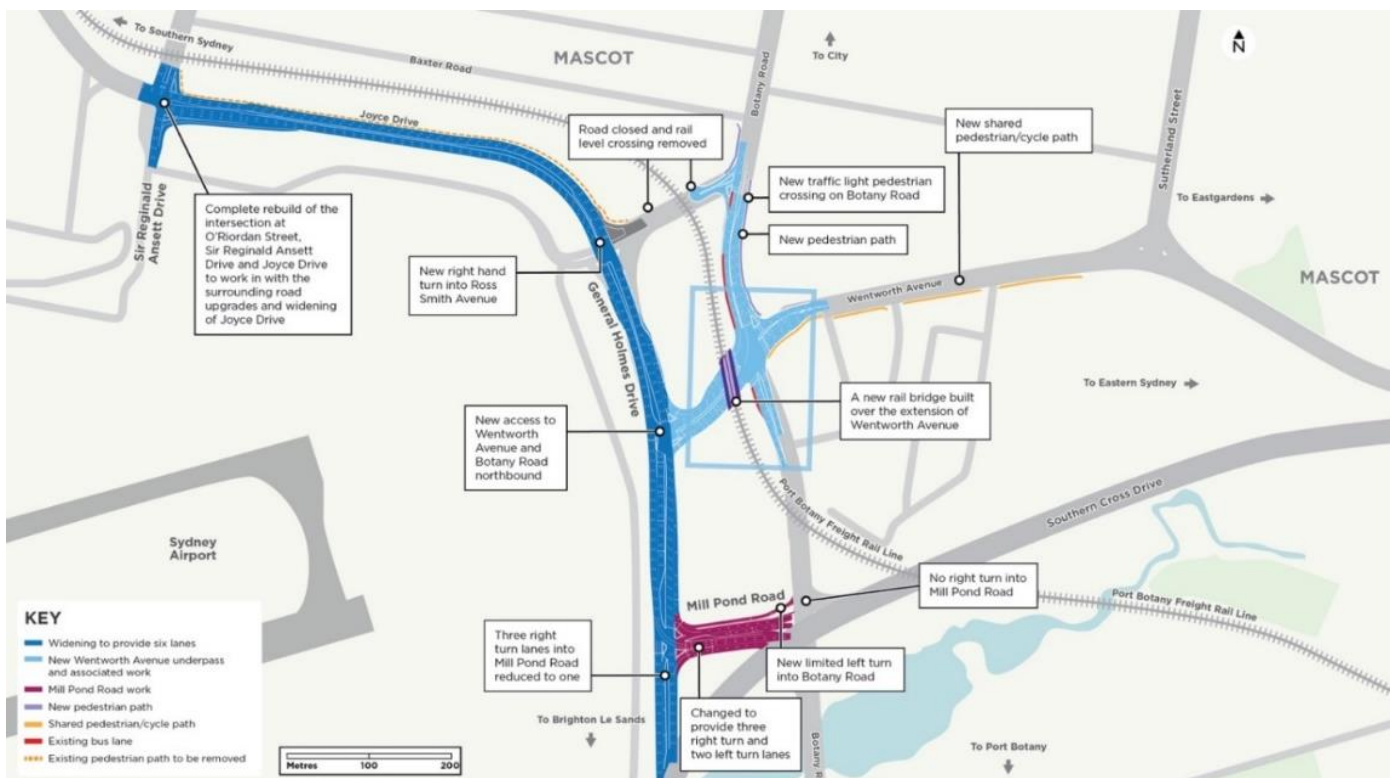 To Southern Sydney
Baxter Road
MASCOT
To City
N
Botany Road
Sutherland Street
Joyce Drive
Road closed and rail
level crossing removed
New shared
pedestrian/cycle path
New traffic light pedestrian
crossing on Botany Road
To Eastgardens
Sir Reginald
Ansett Drive
Complete rebuild of the
intersection at
O'Riordan Street,
Sir Reginald Ansett
Drive and Joyce Drive
to work in with the
surrounding road
upgrades and widening
of Joyce Drive
New pedestrian path
New right hand
turn into Ross
Smith Avenue
General Holmes Drive
Wentworth Avenue
MASCOT
To Eastern Sydney
A new rail bridge built
over the extension of
Wentworth Avenue
New access to
Wentworth
Avenue and
Botany Road
northbound
Port Botany Freight Rail Line
Southern Cross Drive
Sydney
Airport
No right turn into
Mill Pond Road
Mill Pond Road
Port Botany Freight Rail Line
Three right
turn lanes into
Mill Pond Road
reduced to one
New limited left turn
into Botany Road
Changed to
provide three
right turn and
two left turn lanes
To Brighton Le Sands
To Port Botany
Botany R
KEY
Widening to provide six lanes
New Wentworth Avenue underpass
and associated work
Mill Pond Road work
New pedestrian path
Shared pedestrian/cycle path
Existing bus lane
Existing pedestrian path to be removed
Metres 100 200